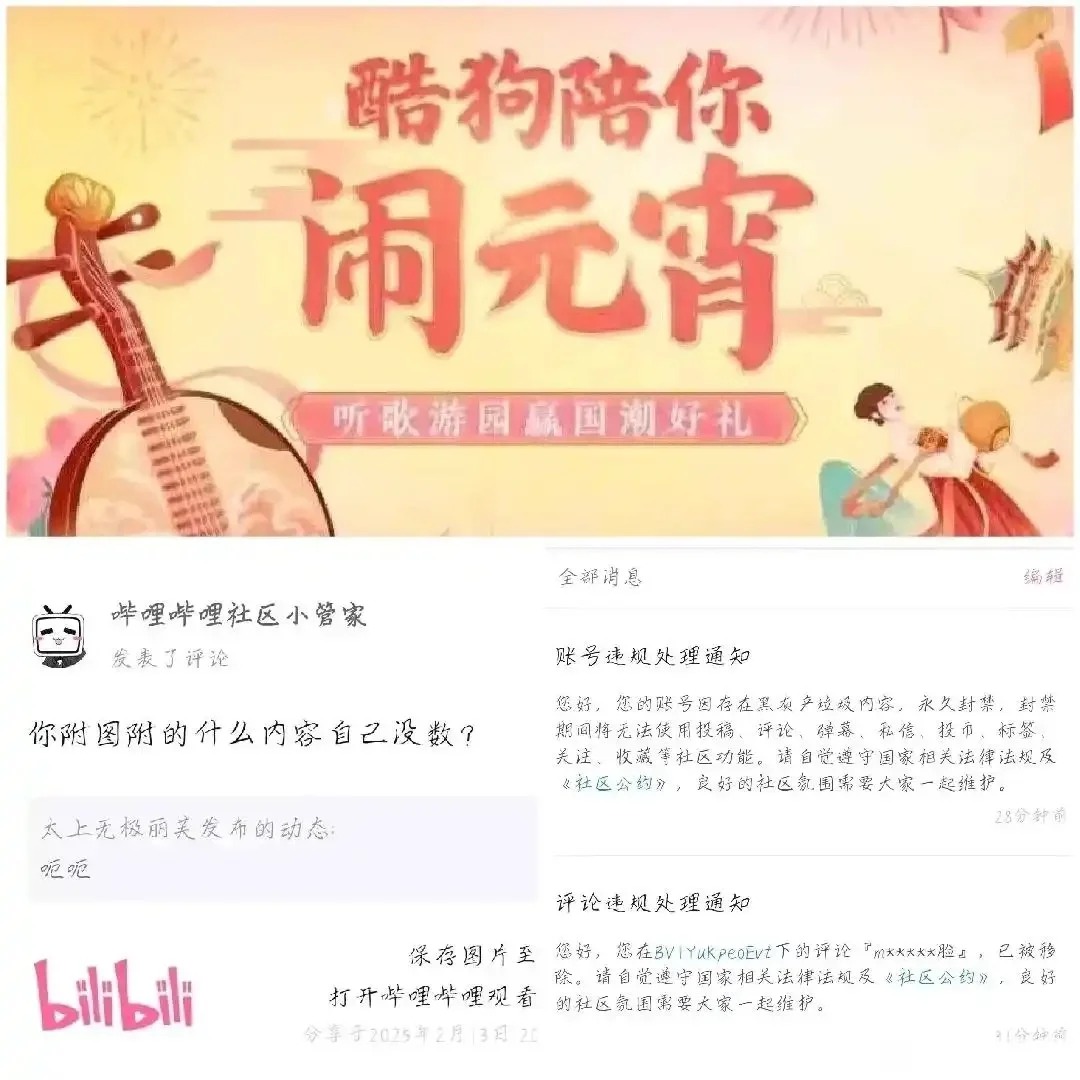 酷狗陪你
闹元宵
听歌游园赢国潮好礼
哔哩哔哩社区小管家
发表了评论
你附图附的什么内容自己没数?
太上无极丽芙发布的动态:
呃呃
保存图片至
打开哔哩哔哩观看
bilibili
分享于2025年2月13日 20
全部消息
编辑
账号违规处理通知
您好,您的账号因存在黑灰产垃圾内容,永久封禁,封禁
期间将无法使用投稿、评论、弹幕、私信、投币、标签、
关注、收藏等社区功能。请自觉遵守国家相关法律法规及
《社区公约》,良好的社区氛围需要大家一起维护。
28分钟前
评论违规处理通知
您好,您在BV1YuKpeoEvt下的评论『m*****脸』,已被移
除。请自觉遵守国家相关法律法规及《社区公约》,良好
的社区氛围需要大家一起维护。
31分钟前